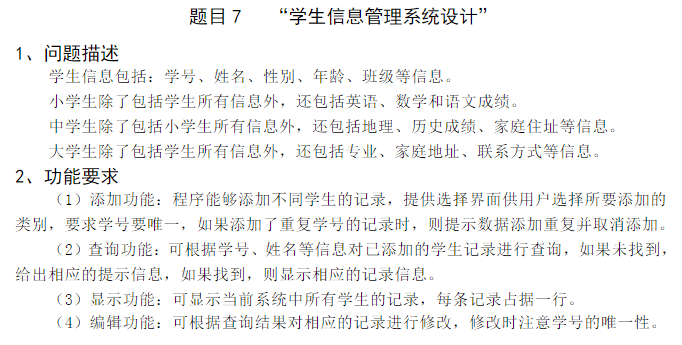 题目7 “学生信息管理系统设计”
1、问题描述
学生信息包括：学号、姓名、性别、年龄、班级等信息。
小学生除了包括学生所有信息外，还包括英语、数学和语文成绩。
中学生除了包括小学生所有信息外，还包括地理、历史成绩、家庭住址等信息。
大学生除了包括学生所有信息外，还包括专业、家庭地址、联系方式等信息。
2、功能要求
（1）添加功能：程序能够添加不同学生的记录，提供选择界面供用户选择所要添加的
类别，要求学号要唯一，如果添加了重复学号的记录时，则提示数据添加重复并取消添加。
（2）查询功能：可根据学号、姓名等信息对已添加的学生记录进行查询，如果未找到，
给出相应的提示信息，如果找到，则显示相应的记录信息。
（3）显示功能：可显示当前系统中所有学生的记录，每条记录占据一行。
（4）编辑功能：可根据查询结果对相应的记录进行修改，修改时注意学号的唯一性。